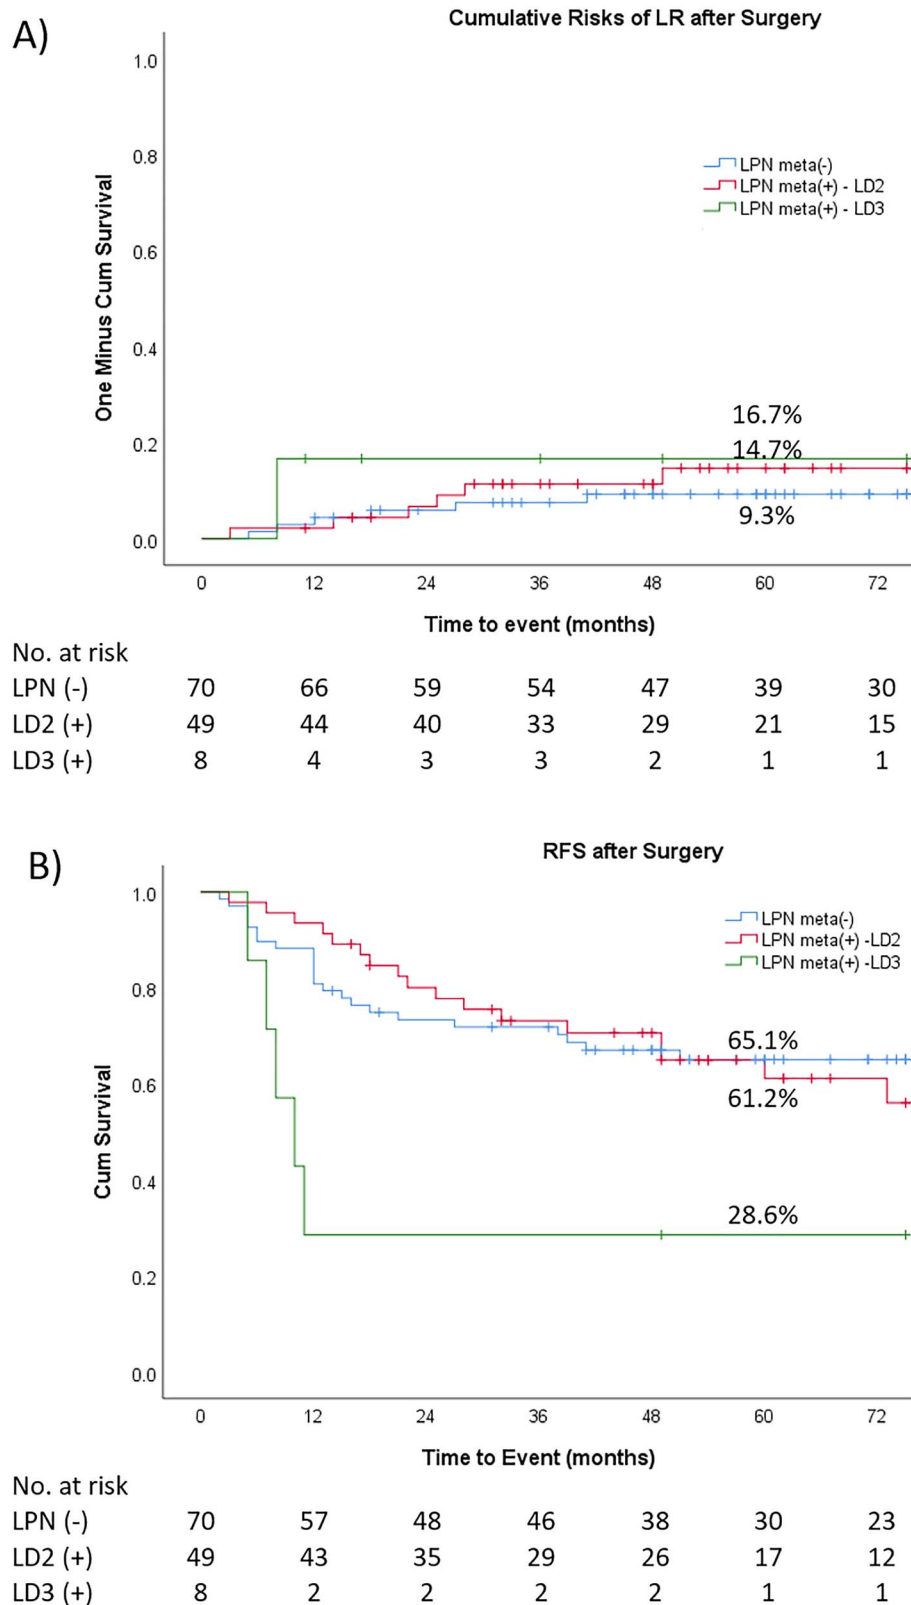 A)
Cumulative Risks of LR after Surgery
One Minus Cum Survival
1.0
0.8
0.6
0.4
0.2
0.0
LPN meta(-)
LPN meta(+) - LD2
LPN meta(+) - LD3
16.7%
14.7%
9.3%
0 12 24 36 48 60 72
Time to event (months)
No. at risk
LPN (-) 70 66 59 54 47 39 30
LD2 (+) 49 44 40 33 29 21 15
LD3 (+) 8 4 3 3 2 1 1
B)
RFS after Surgery
Cum Survival
1.0
0.8
0.6
0.4
0.2
0.0
LPN meta(-)
LPN meta(+) -LD2
LPN meta(+) -LD3
65.1%
61.2%
28.6%
0 12 24 36 48 60 72
Time to Event (months)
No. at risk
LPN (-) 70 57 48 46 38 30 23
LD2 (+) 49 43 35 29 26 17 12
LD3 (+) 8 2 2 2 2 1 1